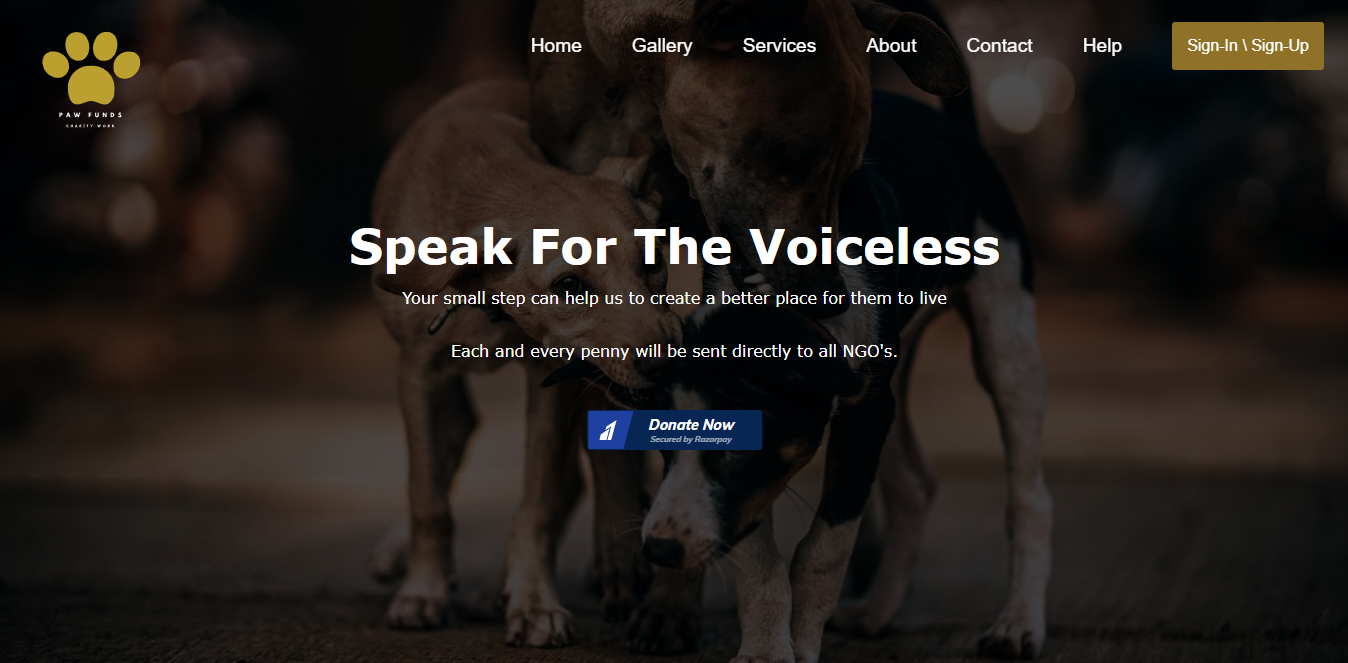 Home Gallery Services About Contact Help Sign-In \ Sign-Up
PAW FUNDS
CHARITY WORK
Speak For The Voiceless
Your small step can help us to create a better place for them to live
Each and every penny will be sent directly to all NGO's.
Donate Now
Secured by Razorpay